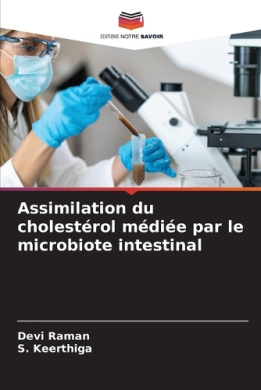 EDITIONS NOTRE SAVOIR
Assimilation du
cholestérol médiée par le
microbiote intestinal
Devi Raman
S. Keerthiga